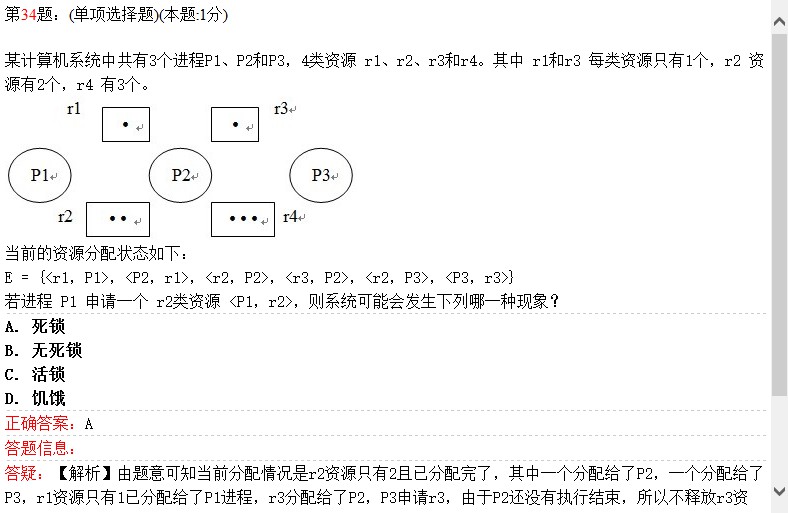 第34题：(单项选择题)(本题:1分)
某计算机系统中共有3个进程P1、P2和P3，4类资源 r1、r2、r3和r4。其中 r1和r3 每类资源只有1个，r2 资
源有2个，r4 有3个。
r1 r3
P1 P2 P3
r2 r4
当前的资源分配状态如下：
E = {<r1，P1>，<P2，r1>，<r2，P2>，<r3，P2>，<r2，P3>，<P3，r3>}
若进程 P1 申请一个 r2类资源 <P1，r2>，则系统可能会发生下列哪一种现象？
A. 死锁
B. 无死锁
C. 活锁
D. 饥饿
正确答案：A
答题信息：
答疑：【解析】由题意可知当前分配情况是r2资源只有2且已分配完了，其中一个分配给了P2，一个分配给了
P3，r1资源只有1已分配给了P1进程，r3分配给了P2，P3申请r3，由于P2还没有执行结束，所以不释放r3资